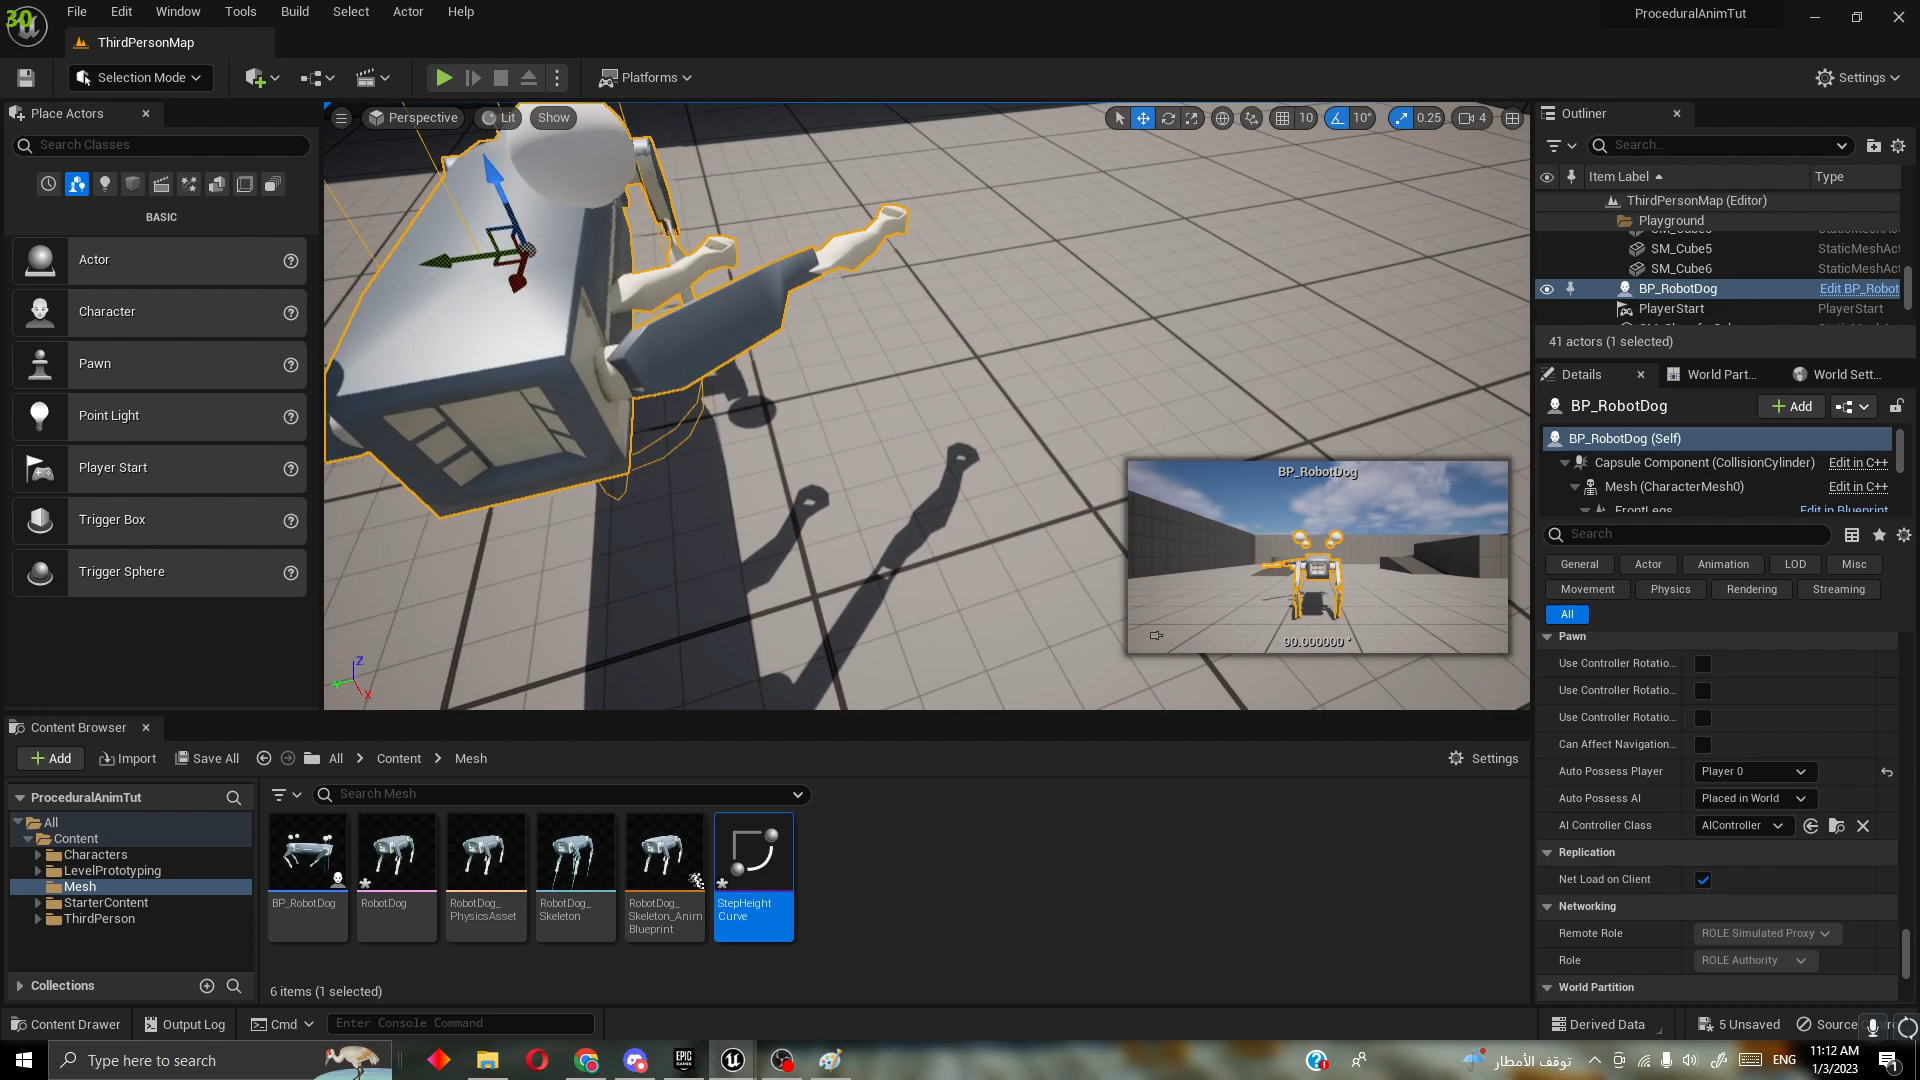 30
File Edit Window Tools Build Select Actor Help
ProceduralAnimTut
ThirdPersonMap
Selection Mode
Platforms
Settings
Place Actors
Search Classes
BASIC
Actor
Character
Pawn
Point Light
Player Start
Trigger Box
Trigger Sphere
Perspective Lit Show
10 10° 0.25 4
BP_RobotDog
90.000000 °
Z
X
Outliner
Search...
Item Label Type
ThirdPersonMap (Editor)
Playground
SM_Cube5 StaticMeshAct
SM_Cube6 StaticMeshAct
BP_RobotDog Edit BP_Robot
PlayerStart PlayerStart
41 actors (1 selected)
Details World Part... World Sett...
BP_RobotDog Add
BP_RobotDog (Self)
Capsule Component (CollisionCylinder) Edit in C++
Mesh (CharacterMesh0) Edit in C++
FrontLegs Edit in Blueprint
Search
General Actor Animation LOD Misc
Movement Physics Rendering Streaming
All
Pawn
Use Controller Rotatio...
Use Controller Rotatio...
Use Controller Rotatio...
Can Affect Navigation...
Auto Possess Player Player 0
Auto Possess AI Placed in World
AI Controller Class AIController
Replication
Net Load on Client
Networking
Remote Role ROLE Simulated Proxy
Role ROLE Authority
World Partition
Content Browser
Add Import Save All All Content Mesh Settings
ProceduralAnimTut
All
Content
Characters
LevelPrototyping
Mesh
StarterContent
ThirdPerson
Collections
Search Mesh
BP_RobotDog
RobotDog
RobotDog_
PhysicsAsset
RobotDog_
Skeleton
RobotDog_
Skeleton_Anim
Blueprint
StepHeight
Curve
6 items (1 selected)
Content Drawer Output Log Cmd Enter Console Command
Derived Data 5 Unsaved Source
Type here to search
EPIC
توقف الأمطار
ENG
11:12 AM
1/3/2023
1